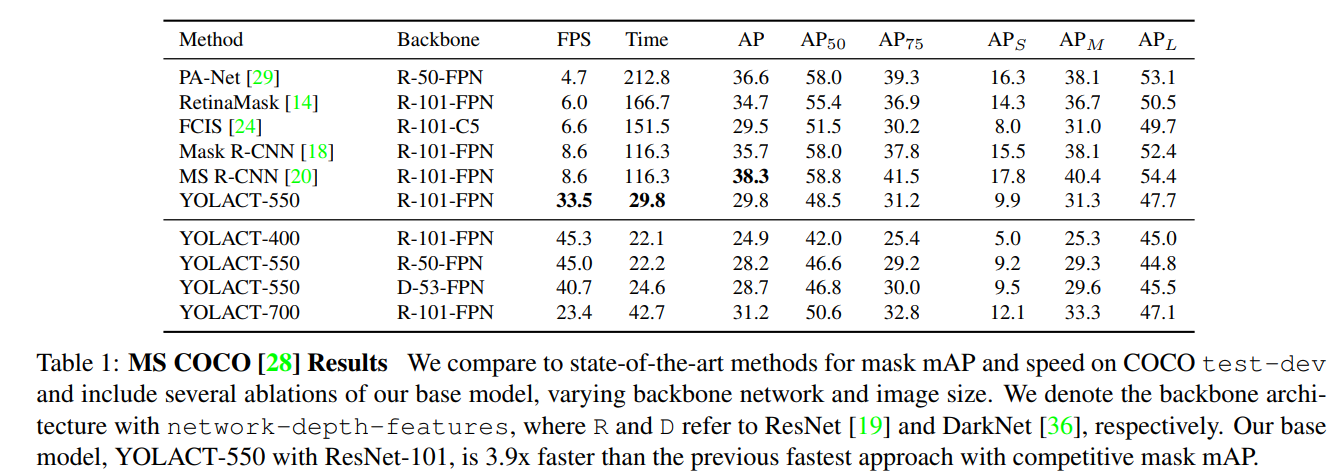 Method Backbone FPS Time AP AP50 AP75 APS APM APL
PA-Net [29] R-50-FPN 4.7 212.8 36.6 58.0 39.3 16.3 38.1 53.1
RetinaMask [14] R-101-FPN 6.0 166.7 34.7 55.4 36.9 14.3 36.7 50.5
FCIS [24] R-101-C5 6.6 151.5 29.5 51.5 30.2 8.0 31.0 49.7
Mask R-CNN [18] R-101-FPN 8.6 116.3 35.7 58.0 37.8 15.5 38.1 52.4
MS R-CNN [20] R-101-FPN 8.6 116.3 38.3 58.8 41.5 17.8 40.4 54.4
YOLACT-550 R-101-FPN 33.5 29.8 29.8 48.5 31.2 9.9 31.3 47.7
YOLACT-400 R-101-FPN 45.3 22.1 24.9 42.0 25.4 5.0 25.3 45.0
YOLACT-550 R-50-FPN 45.0 22.2 28.2 46.6 29.2 9.2 29.3 44.8
YOLACT-550 D-53-FPN 40.7 24.6 28.7 46.8 30.0 9.5 29.6 45.5
YOLACT-700 R-101-FPN 23.4 42.7 31.2 50.6 32.8 12.1 33.3 47.1
Table 1: MS COCO [28] Results We compare to state-of-the-art methods for mask mAP and speed on COCO test-dev
and include several ablations of our base model, varying backbone network and image size. We denote the backbone archi-
tecture with network-depth-features, where R and D refer to ResNet [19] and DarkNet [36], respectively. Our base
model, YOLACT-550 with ResNet-101, is 3.9x faster than the previous fastest approach with competitive mask mAP.